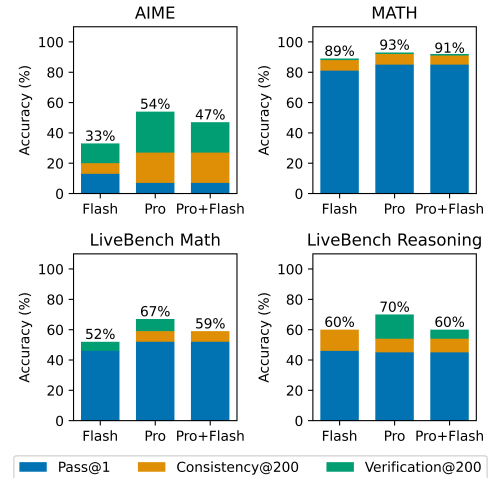 AIME
Accuracy (%)
100
80
60
40
20
0
33%
54%
47%
Flash Pro Pro+Flash
MATH
Accuracy (%)
100
80
60
40
20
0
89%
93%
91%
Flash Pro Pro+Flash
LiveBench Math
Accuracy (%)
100
80
60
40
20
0
52%
67%
59%
Flash Pro Pro+Flash
LiveBench Reasoning
Accuracy (%)
100
80
60
40
20
0
60%
70%
60%
Flash Pro Pro+Flash
Pass@1 Consistency@200 Verification@200